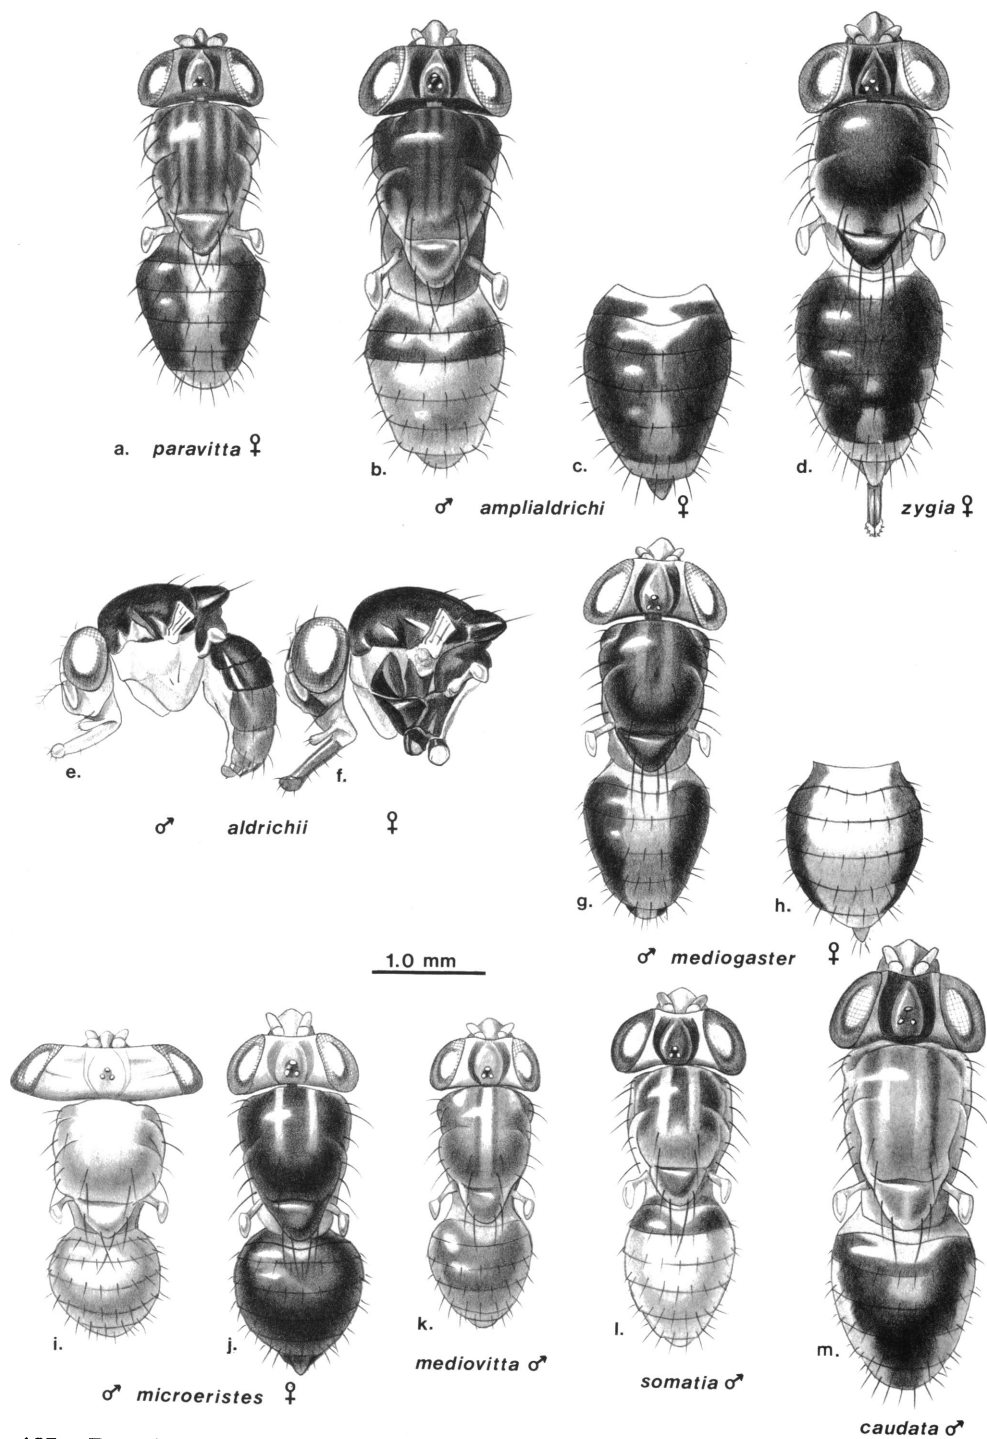 a. paravitta ♀
b.
c.
d.
♂ amplialdrichi ♀
zygia ♀
e.
f.
♂ aldrichii ♀
g.
h.
♂ mediogaster ♀
1.0 mm
i.
j.
k.
l.
m.
mediovitta ♂
♂ microeristes ♀
somatia ♂
caudata ♂